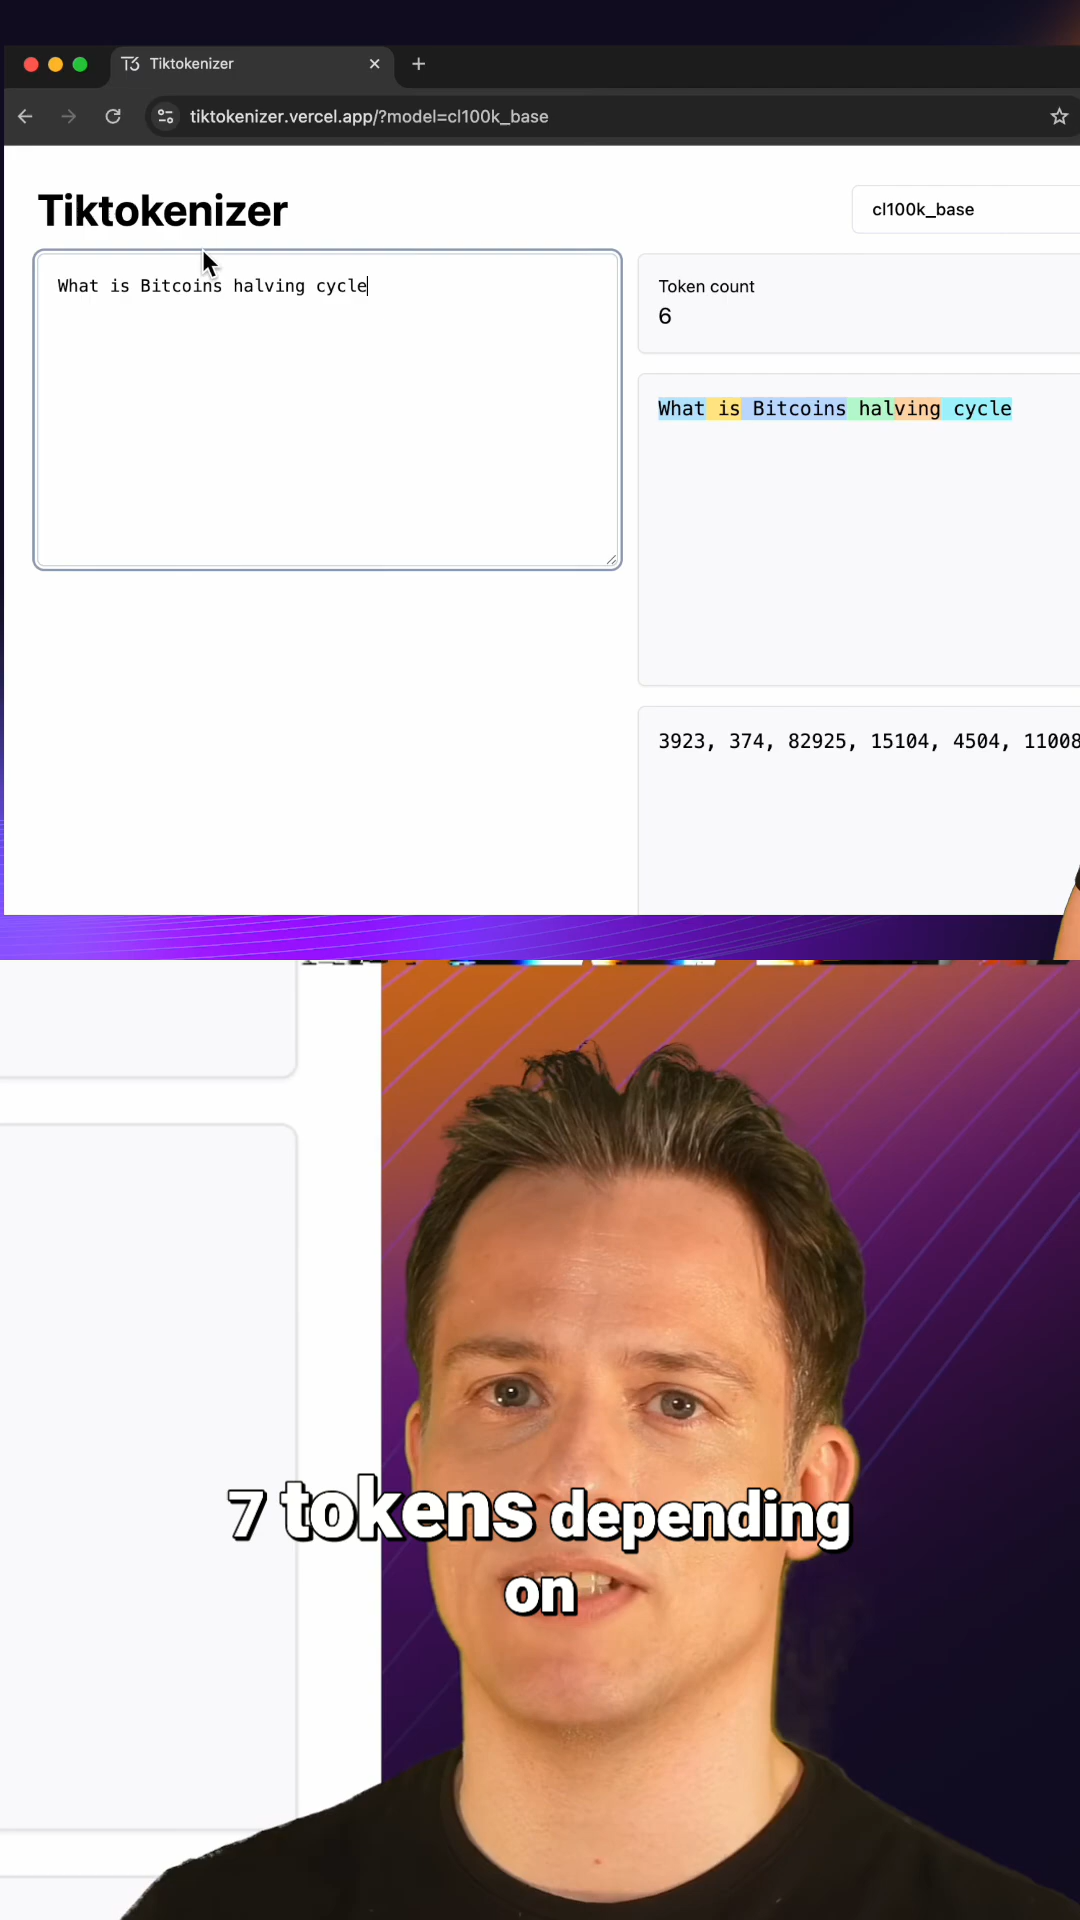 Tiktokenizer
tiktokenizer.vercel.app/?model=cl100k_base
Tiktokenizer
cl100k_base
What is Bitcoins halving cycle
Token count
6
What is Bitcoins halving cycle
3923, 374, 82925, 15104, 4504, 11008
7 tokens depending
on